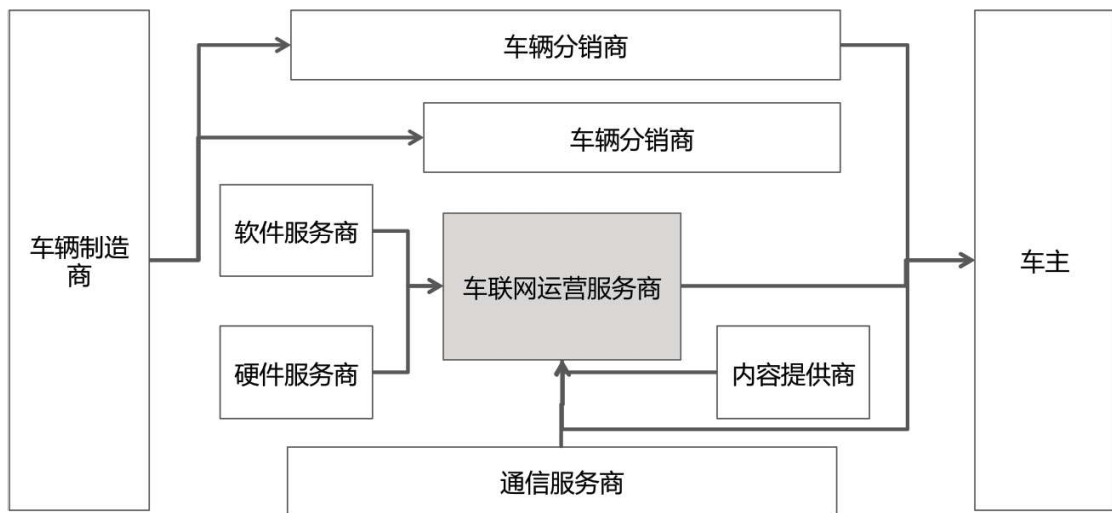 车辆分销商
车辆分销商
软件服务商
车辆制造
商
车联网运营服务商
车主
硬件服务商
内容提供商
通信服务商